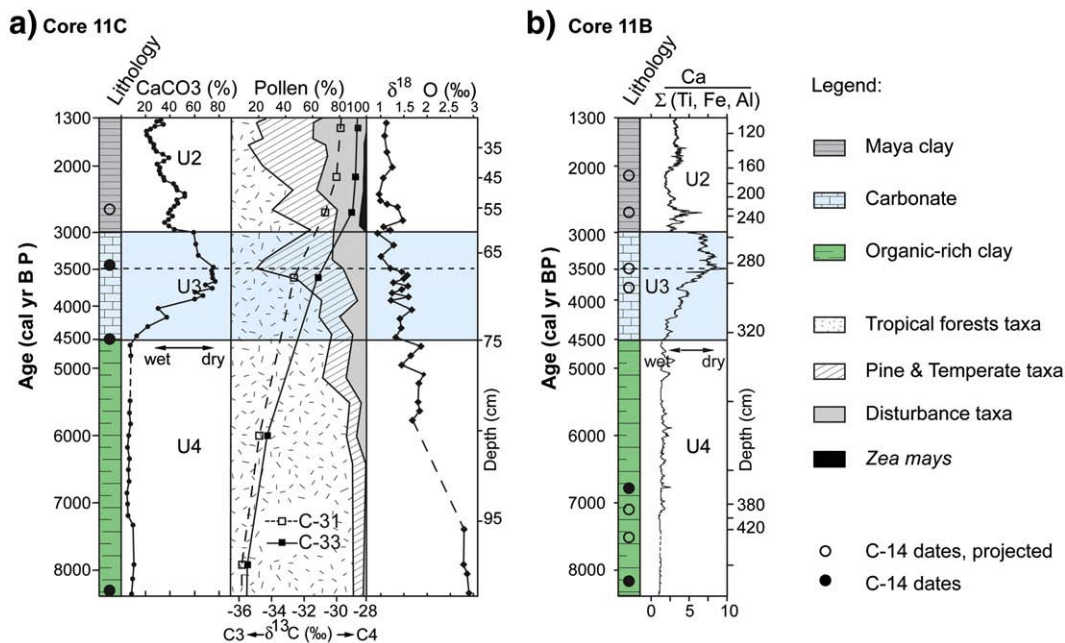 a) Core 11C
Lithology
CaCO3 (%)
20 40 60 80
Pollen (%)
20 40 60 80 100
δ18 O (‰)
1 1.5 2 2.5 3
Age (cal yr B P)
1300
2000
3000
3500
4000
4500
5000
6000
7000
8000
U2
U3
wet dry
U4
C-31
C-33
35
45
55
65
75
95
Depth (cm)
-36 -34 -32 -30 -28
C3 δ13C (‰) C4
b) Core 11B
Lithology
Ca
Σ (Ti, Fe, Al)
Age (cal yr BP)
1300
2000
3000
3500
4000
4500
5000
6000
7000
8000
U2
U3
wet dry
U4
120
140
160
200
240
280
320
380
420
Depth (cm)
0 5 10
Legend:
Maya clay
Carbonate
Organic-rich clay
Tropical forests taxa
Pine & Temperate taxa
Disturbance taxa
Zea mays
C-14 dates, projected
C-14 dates